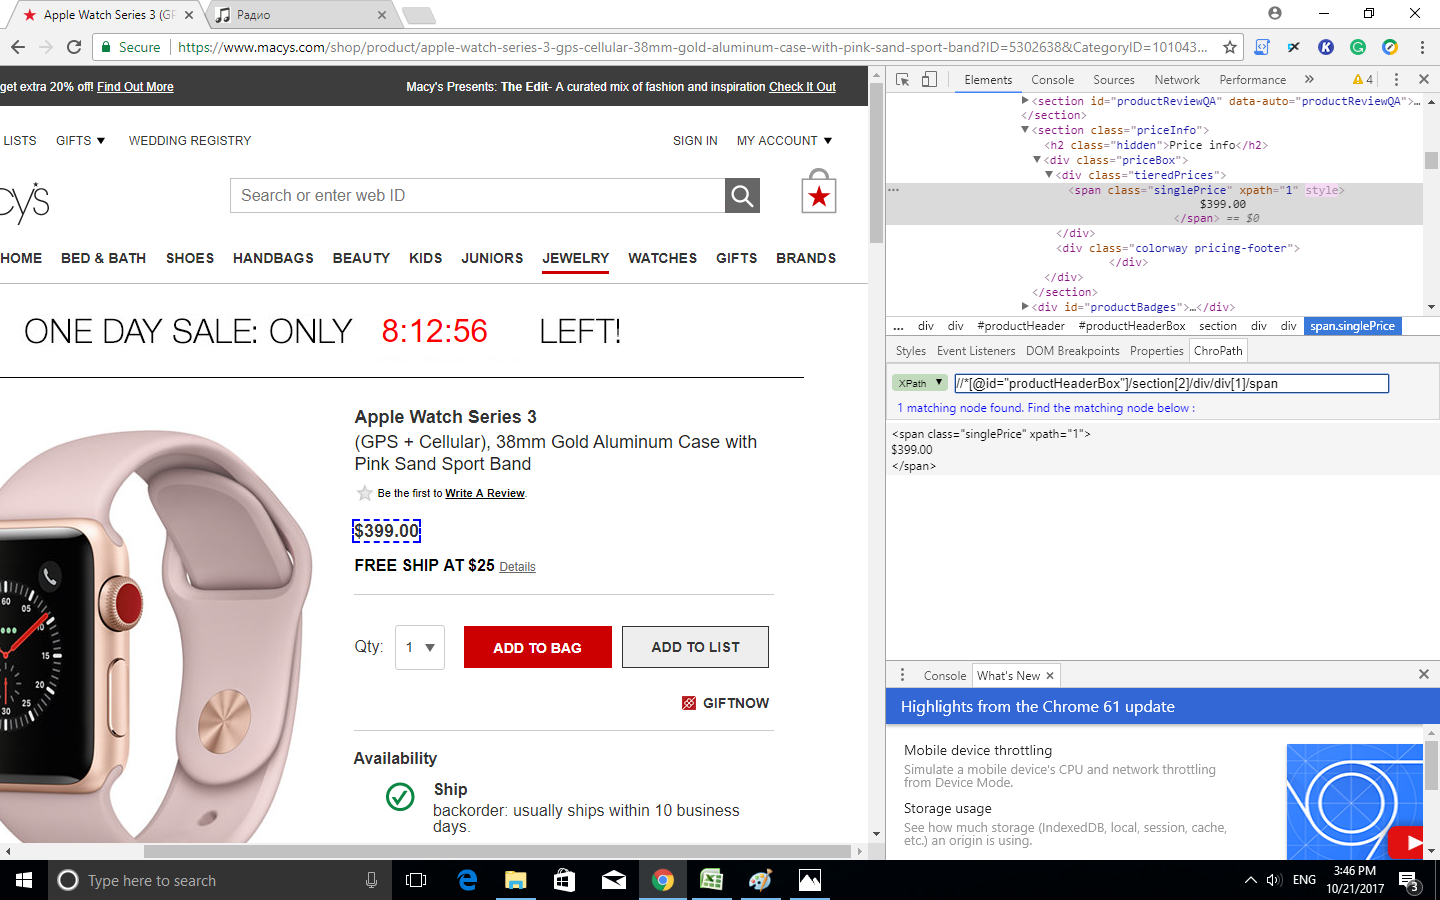 Apple Watch Series 3 (GP
Радио
Secure
https://www.macys.com/shop/product/apple-watch-series-3-gps-cellular-38mm-gold-aluminum-case-with-pink-sand-sport-band?ID=5302638&CategoryID=101043...
get extra 20% off! Find Out More
Macy's Presents: The Edit- A curated mix of fashion and inspiration Check It Out
LISTS GIFTS ▼ WEDDING REGISTRY
SIGN IN MY ACCOUNT ▼
cy's
Search or enter web ID
HOME BED & BATH SHOES HANDBAGS BEAUTY KIDS JUNIORS JEWELRY WATCHES GIFTS BRANDS
ONE DAY SALE: ONLY 8:12:56 LEFT!
Apple Watch Series 3
(GPS + Cellular), 38mm Gold Aluminum Case with
Pink Sand Sport Band
Be the first to Write A Review.
$399.00
FREE SHIP AT $25 Details
Qty: 1 ▼ ADD TO BAG ADD TO LIST
GIFTNOW
Availability
Ship
backorder: usually ships within 10 business
days.
60
05
15
20
25
30
Elements Console Sources Network Performance » 4
▶<section id="productReviewQA" data-auto="productReviewQA">…
</section>
▼<section class="priceInfo">
<h2 class="hidden">Price info</h2>
▼<div class="priceBox">
▼<div class="tieredPrices">
<span class="singlePrice" xpath="1" style>
$399.00
</span> == $0
</div>
<div class="colorway pricing-footer">
</div>
</div>
</section>
▶<div id="productBadges">…</div>
... div div #productHeader #productHeaderBox section div div span.singlePrice
Styles Event Listeners DOM Breakpoints Properties ChroPath
XPath ▼ //*[@id="productHeaderBox"]/section[2]/div/div[1]/span
1 matching node found. Find the matching node below :
<span class="singlePrice" xpath="1">
$399.00
</span>
Console What's New ×
Highlights from the Chrome 61 update
Mobile device throttling
Simulate a mobile device's CPU and network throttling
from Device Mode.
Storage usage
See how much storage (IndexedDB, local, session, cache,
etc.) an origin is using.
Type here to search
ENG
3:46 PM
10/21/2017
3